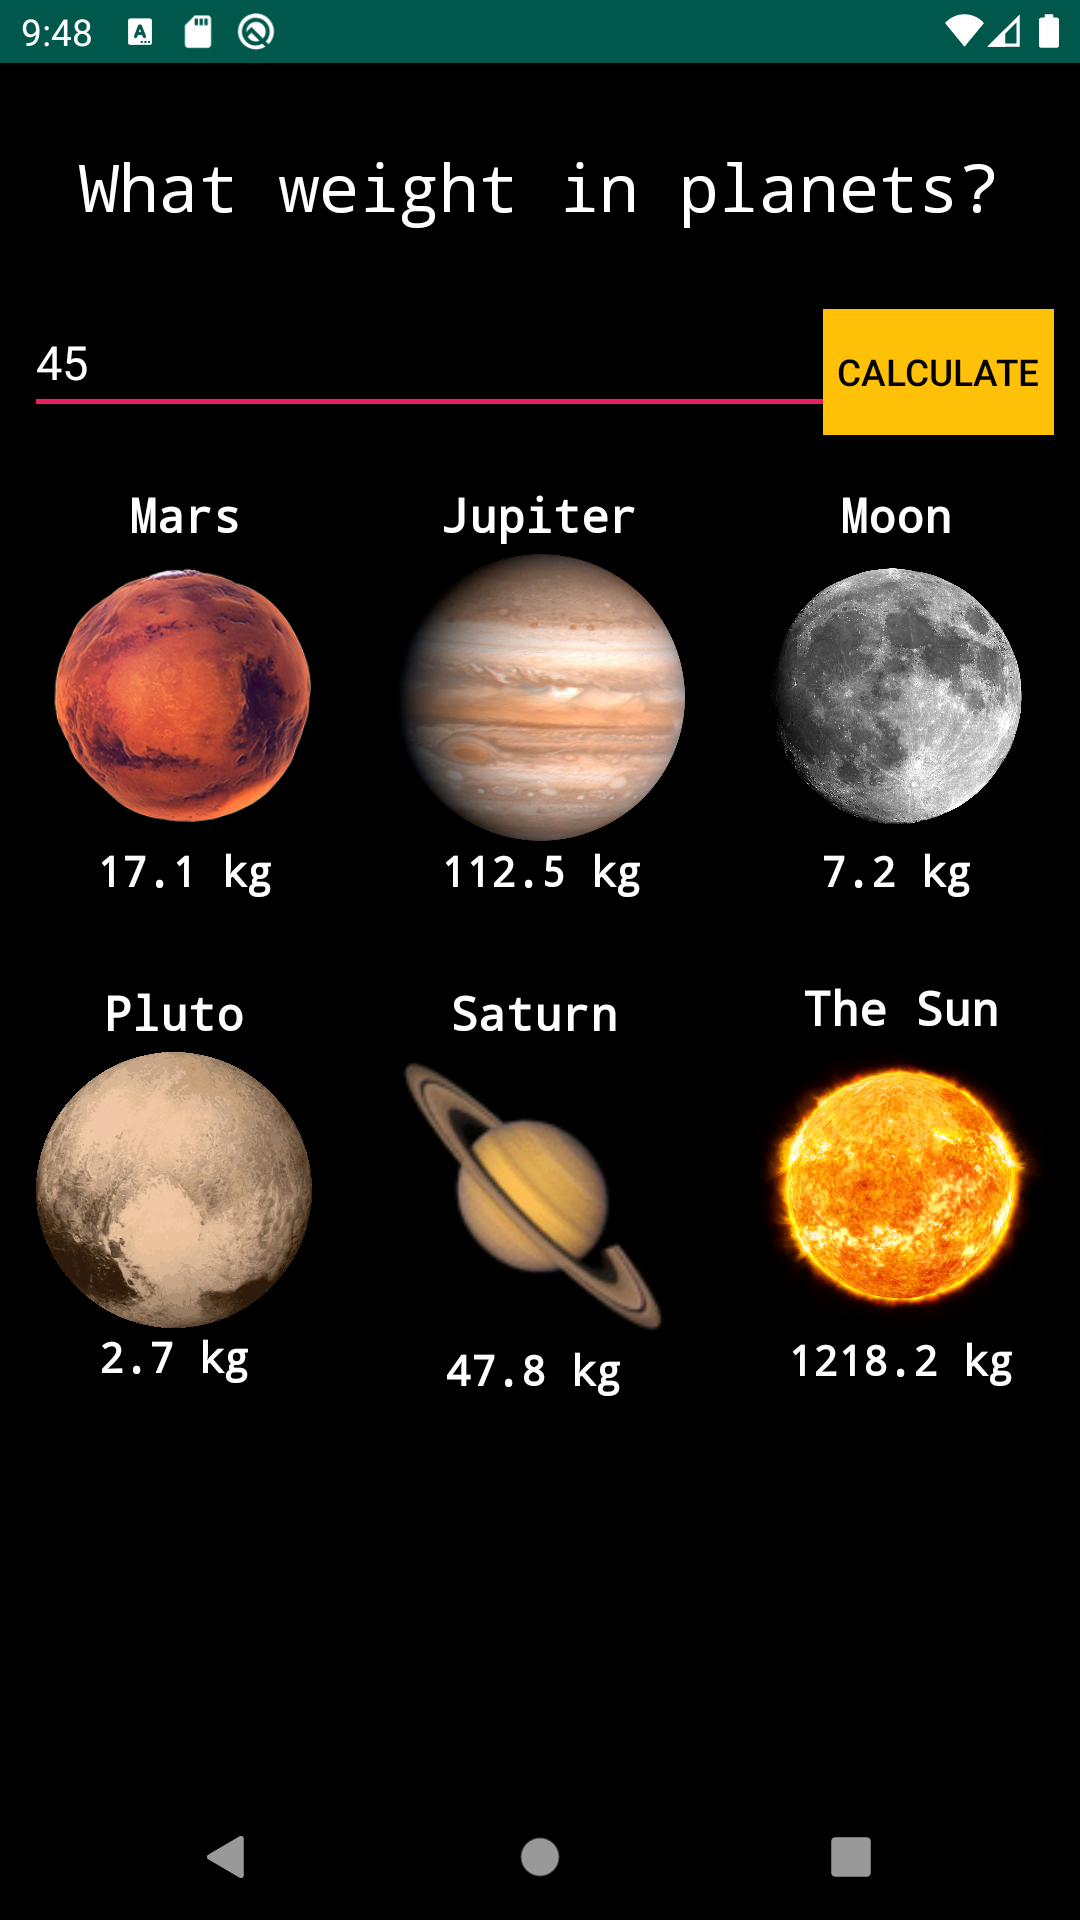 9:48
What weight in planets?
45
CALCULATE
Mars
Jupiter
Moon
17.1 kg
112.5 kg
7.2 kg
Pluto
Saturn
The Sun
2.7 kg
47.8 kg
1218.2 kg